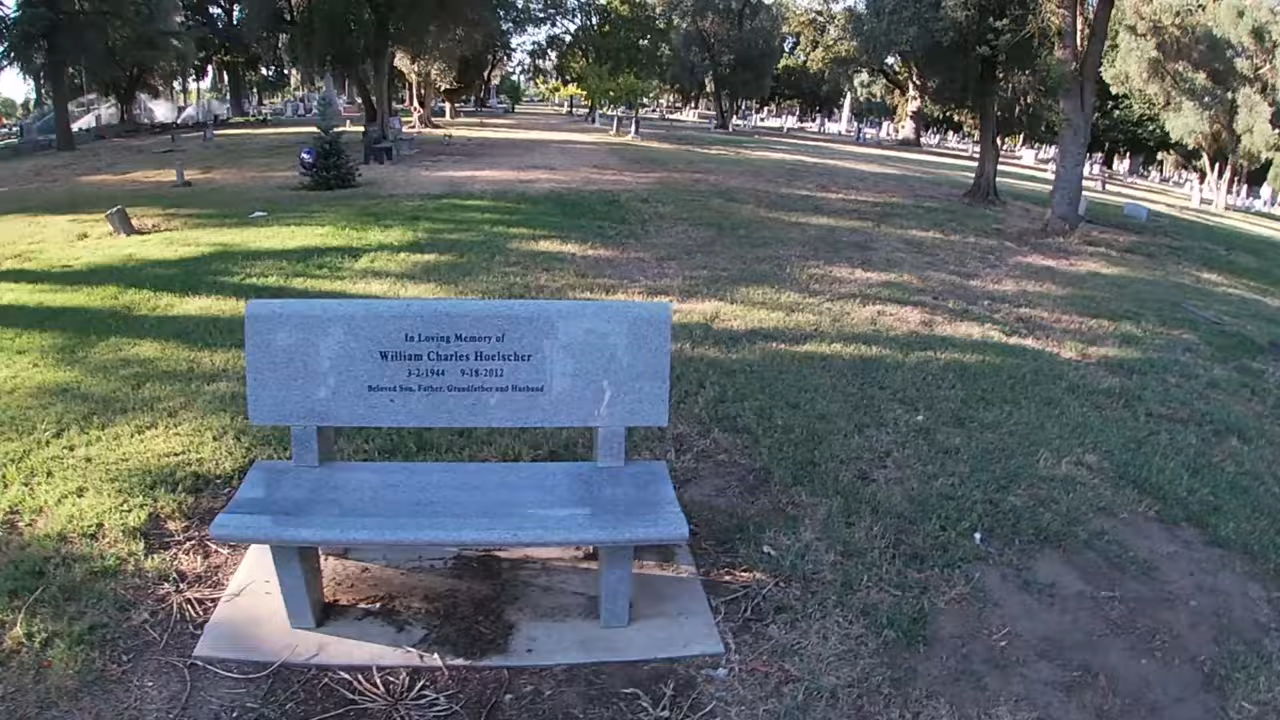 In Loving Memory of
William Charles Hoelscher
3-2-1944 9-18-2012
Beloved Son, Father, Grandfather and Husband